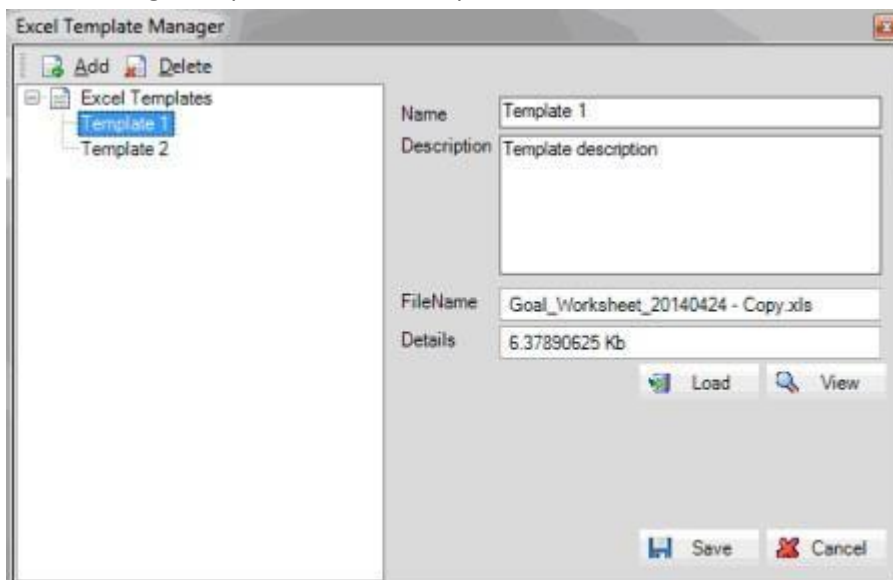 Excel Template Manager
Add Delete
Excel Templates
Template 1
Template 2
Name Template 1
Description Template description
FileName Goal_Worksheet_20140424 - Copy.xls
Details 6.37890625 Kb
Load View
Save Cancel